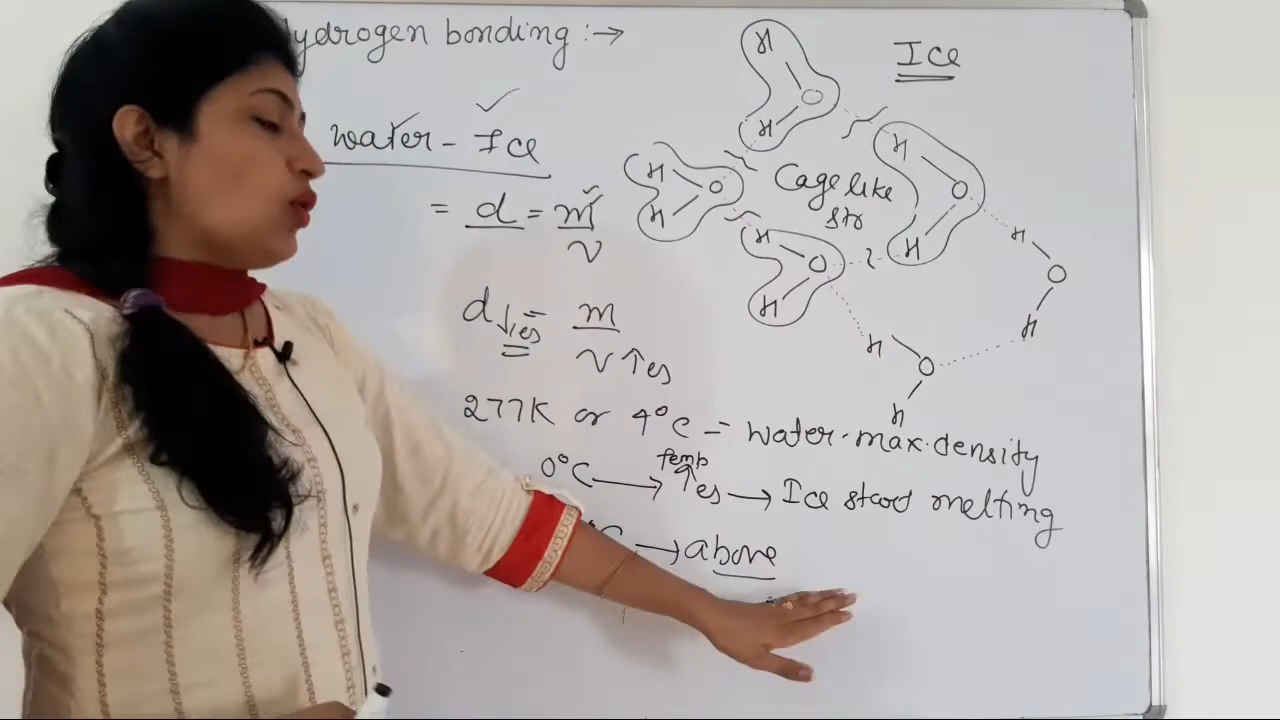 ydrogen bonding :→
water - Ice
= d = m/v
d↓es = m/v↑es
277K or 4°C = water-max.density
0°C → temp↑es → Ice start melting
°C → above
Ice
H
O
H
H
O
H
Cage like
str
H
O
H
H
O
H
H
O
H
H
O
H